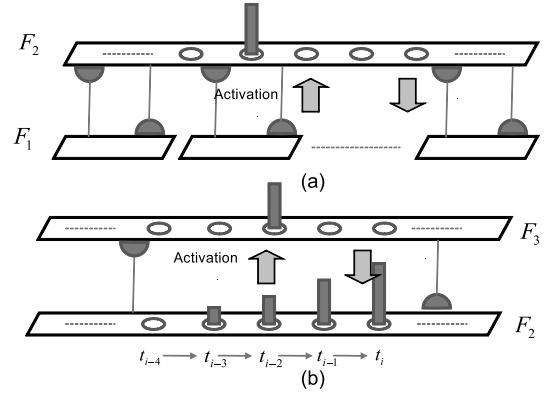 F₂
Activation
F₁
(a)
F₃
Activation
F₂
tᵢ₋₄ → tᵢ₋₃ → tᵢ₋₂ → tᵢ₋₁ → tᵢ
(b)